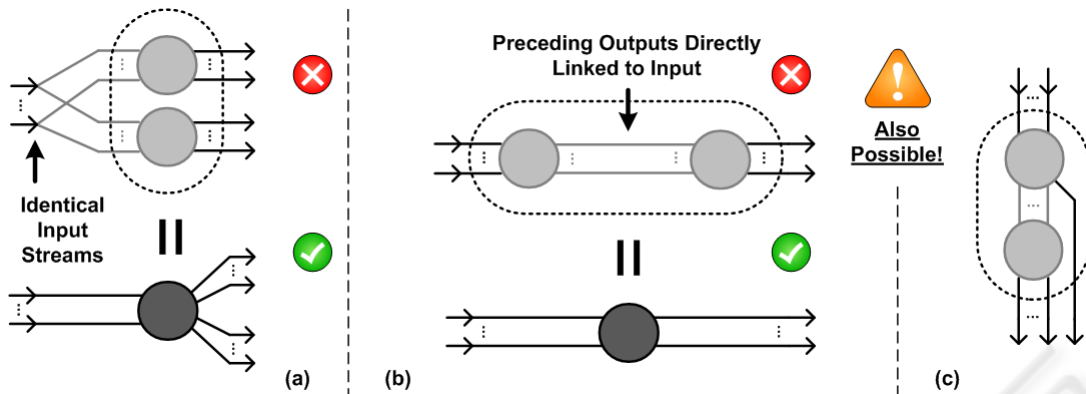 Identical
Input
Streams
(a)
Preceding Outputs Directly
Linked to Input
(b)
Also
Possible!
(c)